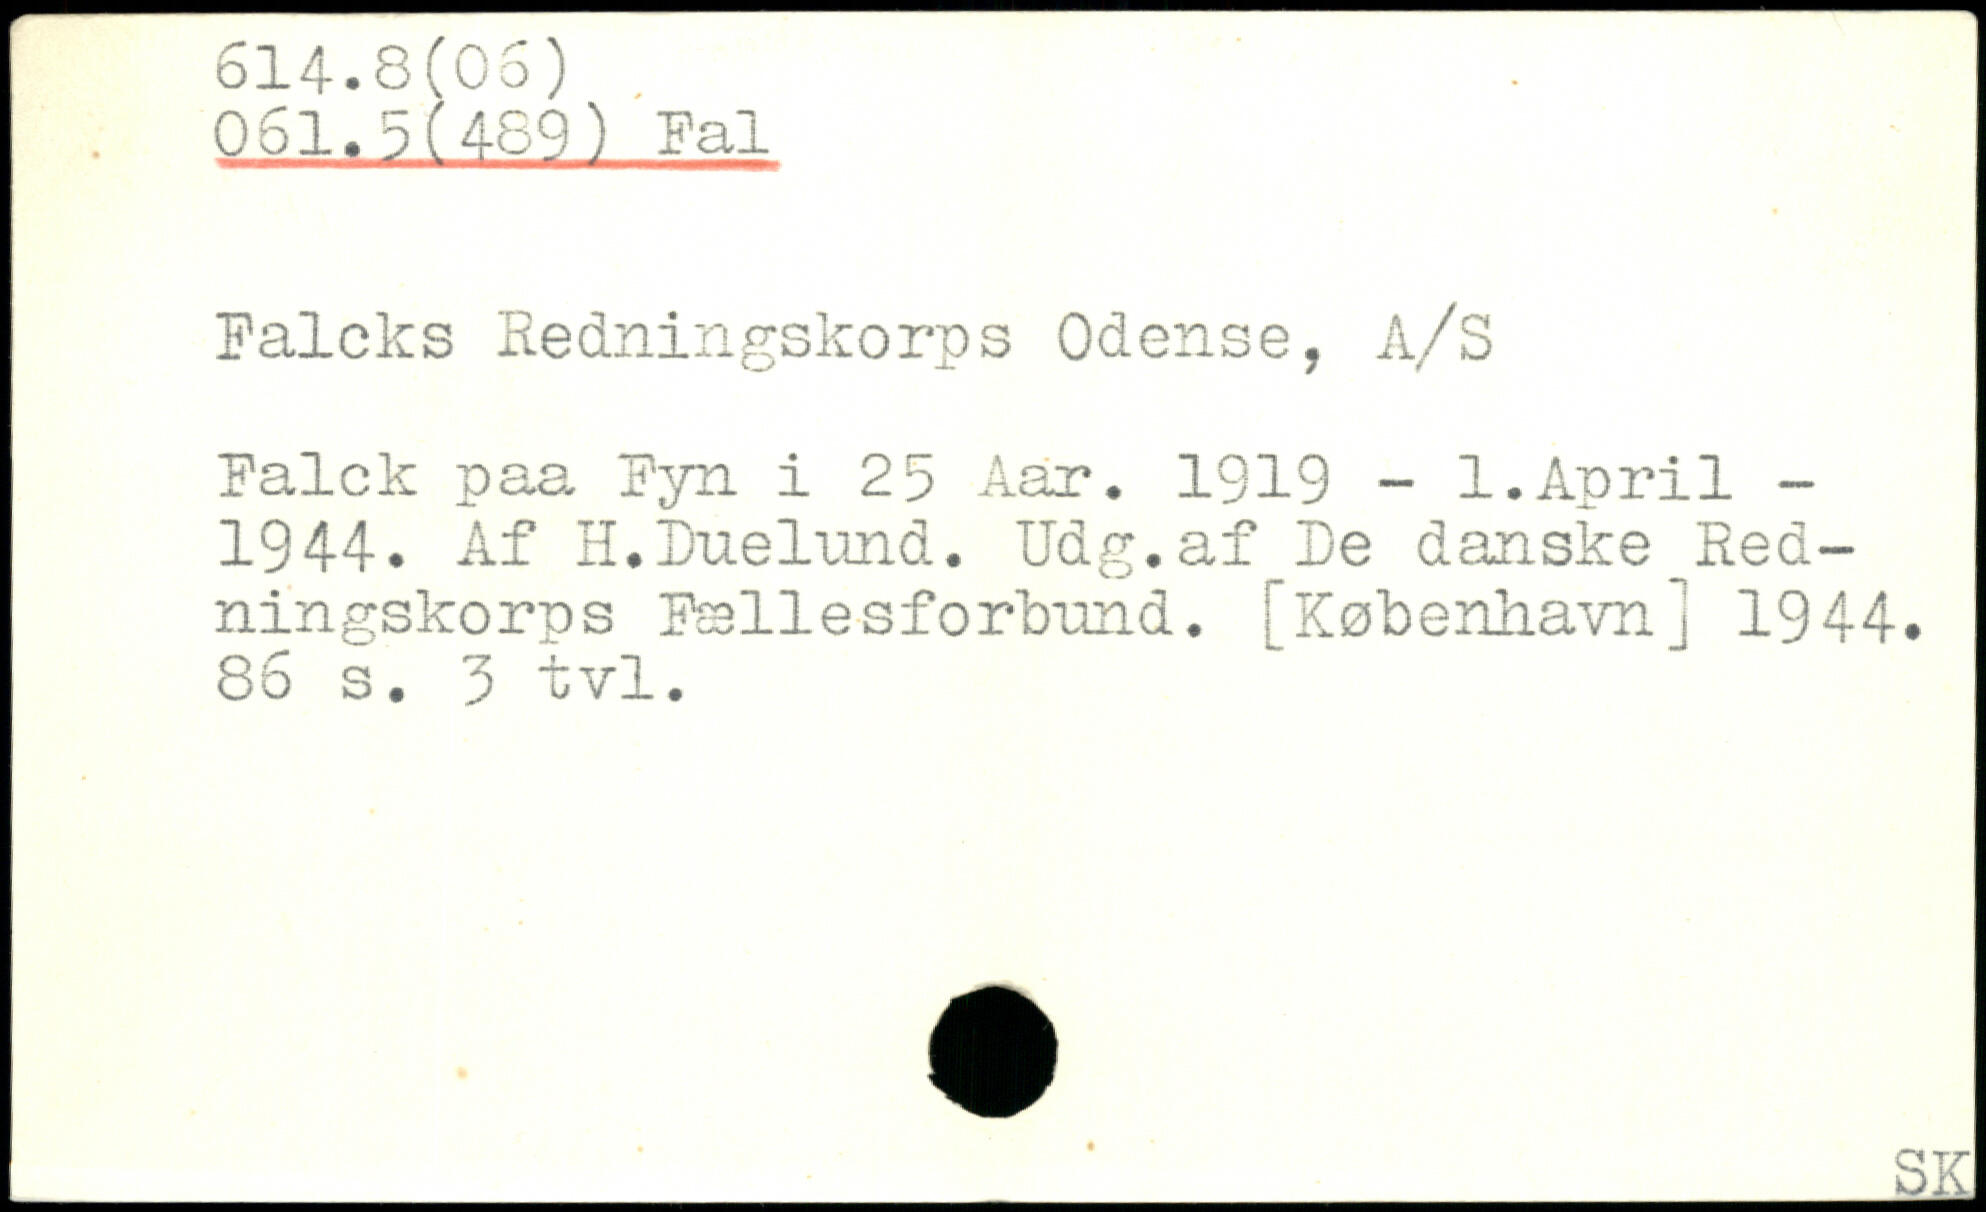 614.8(06)
061.5(489) Fal
Falcks Redningskorps Odense, A/S
Falck paa Fyn i 25 Aar. 1919 - 1.April -
1944. Af H.Duelund. Udg.af De danske Red-
ningskorps Fællesforbund. [København] 1944.
86 s. 3 tvl.
SK